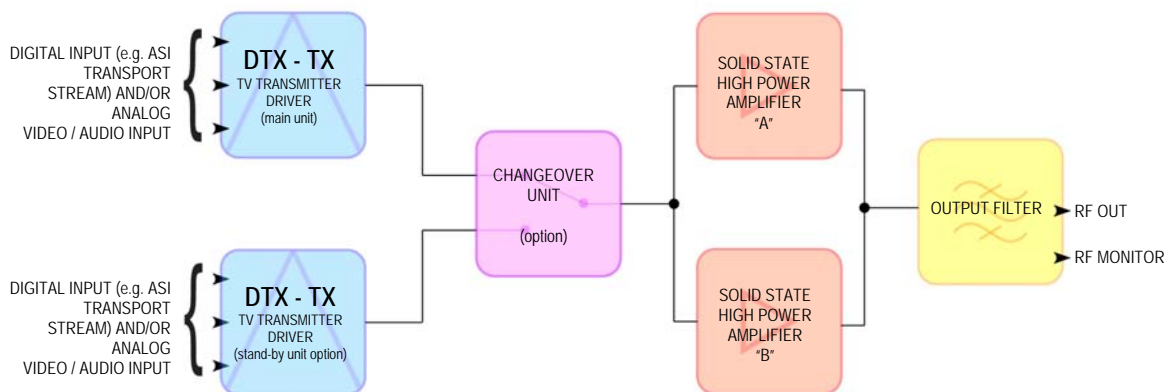 DIGITAL INPUT (e.g. ASI
TRANSPORT
STREAM) AND/OR
ANALOG
VIDEO / AUDIO INPUT
DTX - TX
TV TRANSMITTER
DRIVER
(main unit)
DIGITAL INPUT (e.g. ASI
TRANSPORT
STREAM) AND/OR
ANALOG
VIDEO / AUDIO INPUT
DTX - TX
TV TRANSMITTER
DRIVER
(stand-by unit option)
CHANGEOVER
UNIT
(option)
SOLID STATE
HIGH POWER
AMPLIFIER
"A"
SOLID STATE
HIGH POWER
AMPLIFIER
"B"
OUTPUT FILTER
RF OUT
RF MONITOR